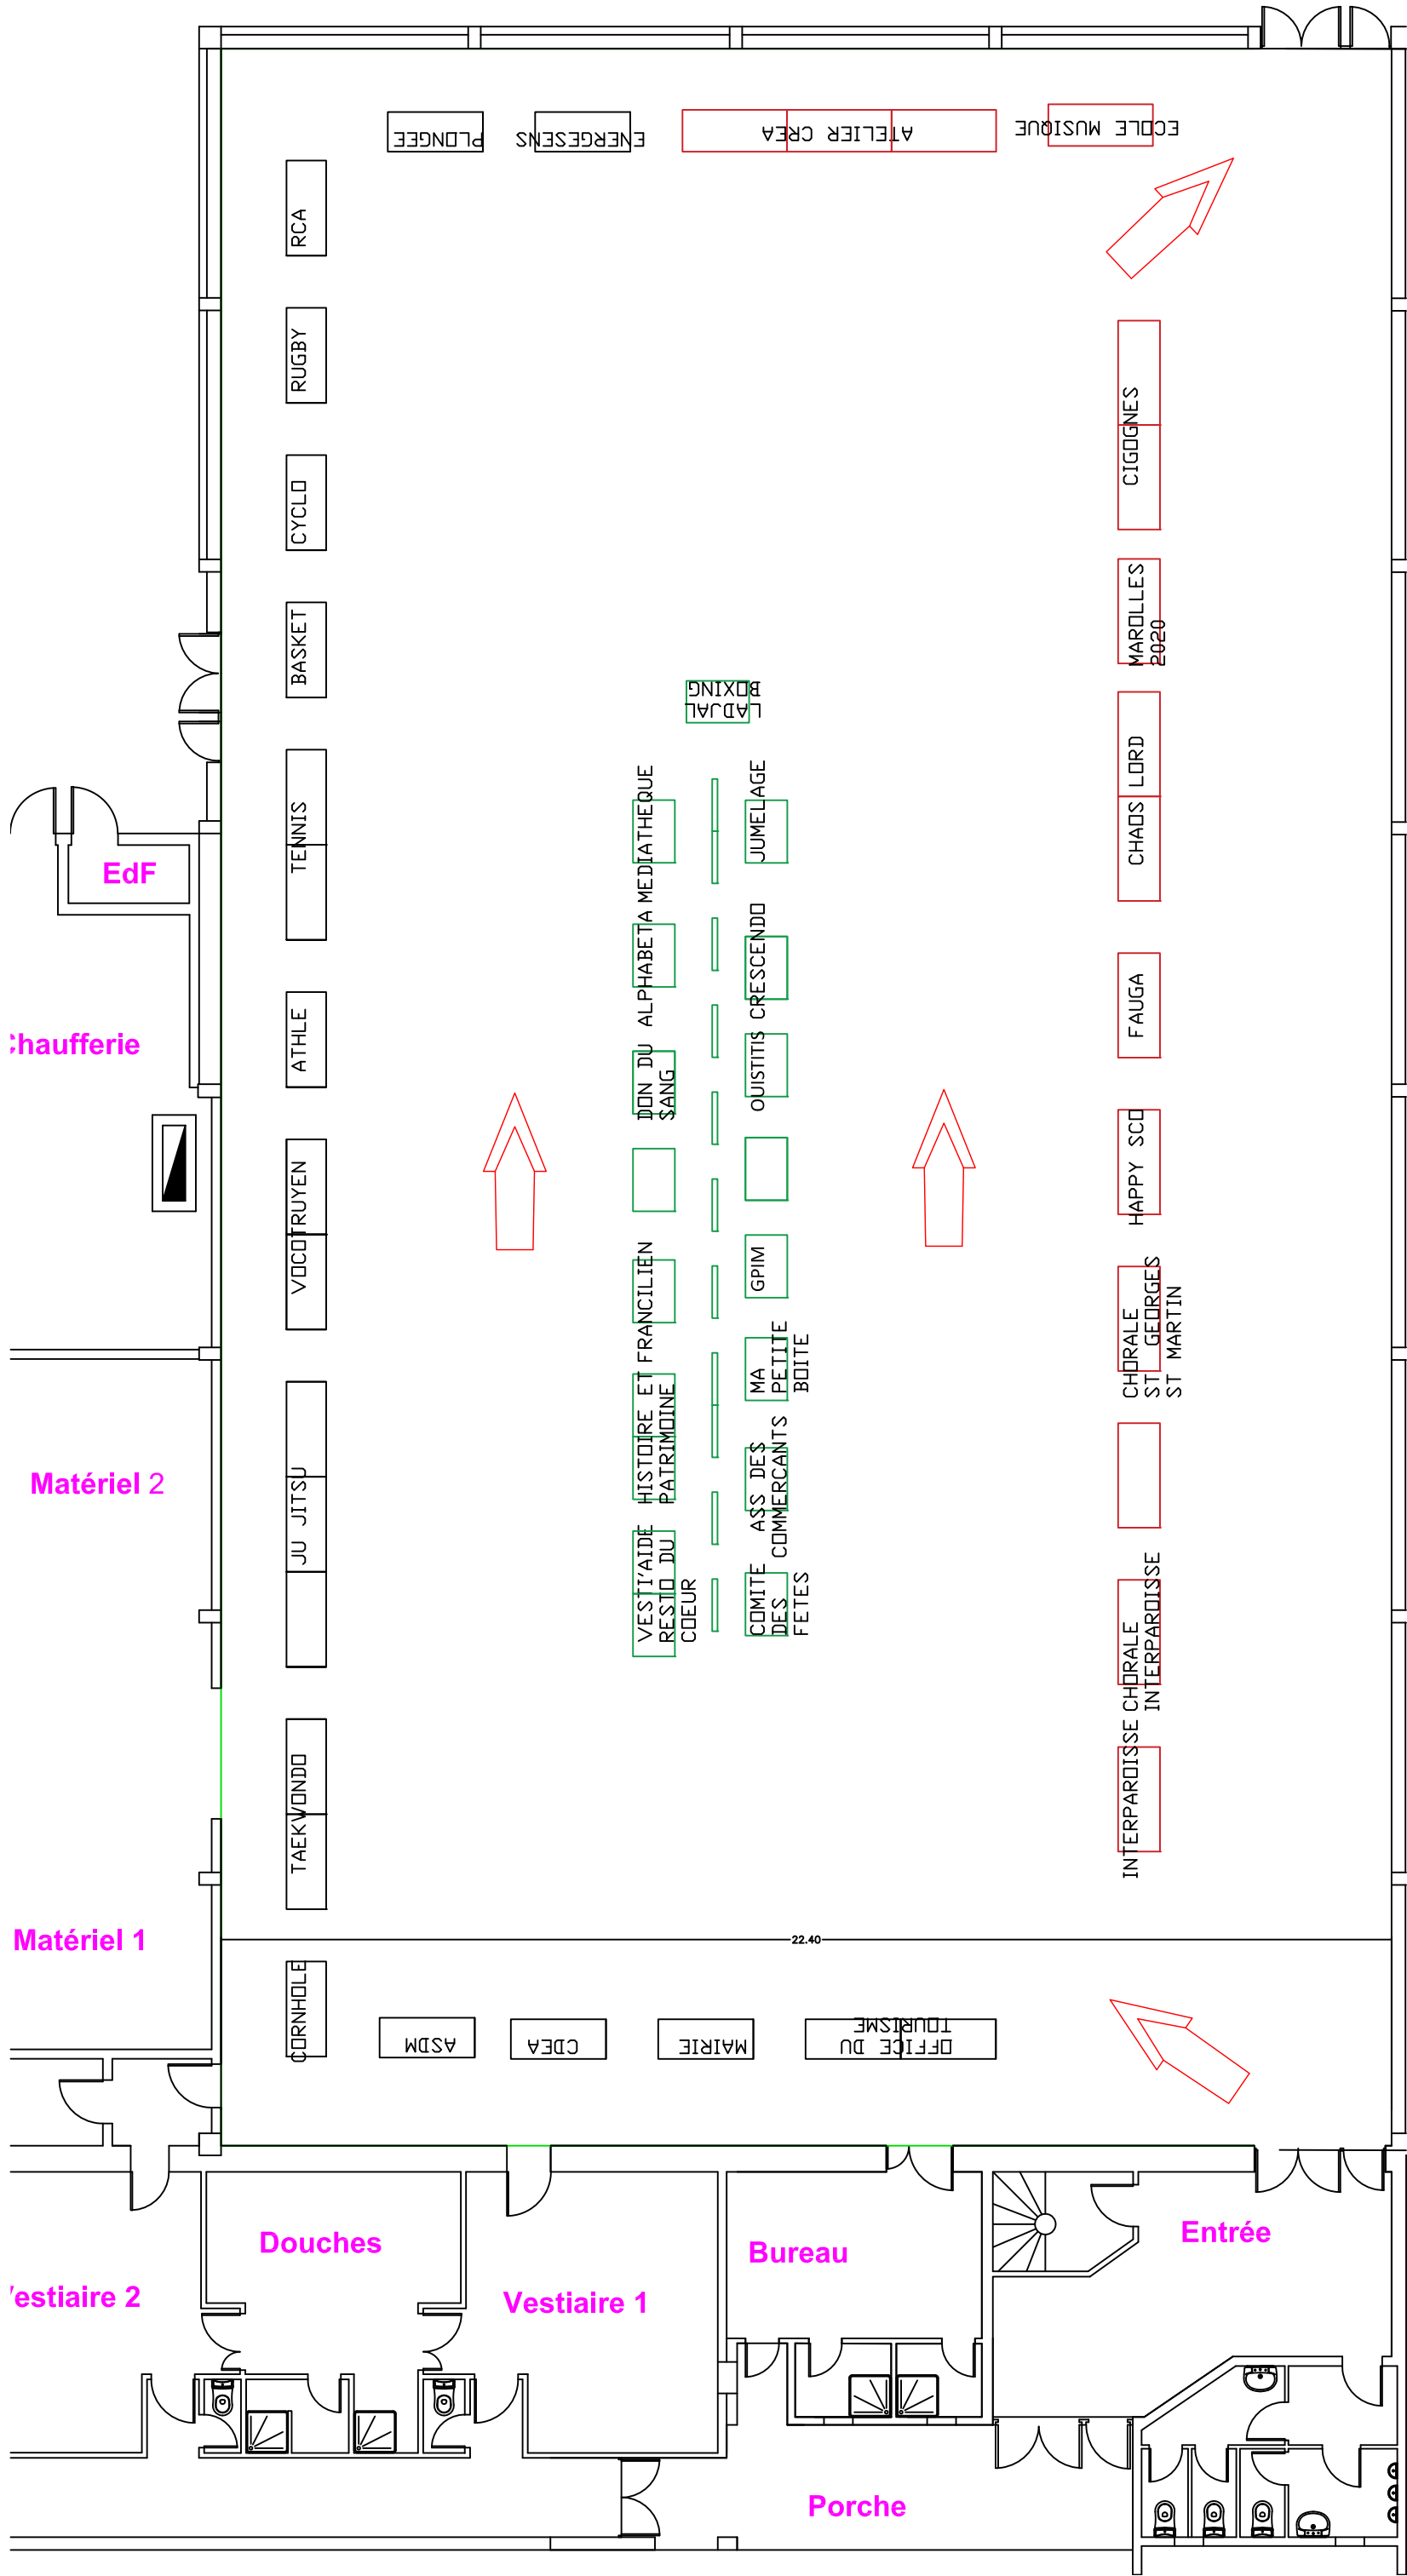 PLONGEE
ENERGESENS
ATELIER CREA
ECOLE MUSIQUE
RCA
RUGBY
CYCLO
BASKET
TENNIS
ATHLE
VOCOTRUYEN
JU JITSU
TAEKWONDO
CORNHOLE
LADJAL
BOXING
MEDIATHEQUE
ALPHABETA
DON DU
SANG
FRANCILIEN
HISTOIRE ET
PATRIMOINE
VESTI'AIDE
RESTO DU
COEUR
JUMELAGE
CRESCENDO
OUISTITIS
GPIM
MA
PETITE
BOITE
ASS DES
COMMERCANTS
COMITE
DES
FETES
CIGOGNES
MAROLLES
2020
CHAOS LORD
FAUGA
HAPPY SCO
CHORALE
ST GEORGES
ST MARTIN
CHORALE
INTERPAROISSE
INTERPAROISSE
22.40
ASDM
CDEA
MAIRIE
OFFICE DU
TOURISME
EdF
Chaufferie
Matériel 2
Matériel 1
Douches
Vestiaire 2
Vestiaire 1
Bureau
Entrée
Porche